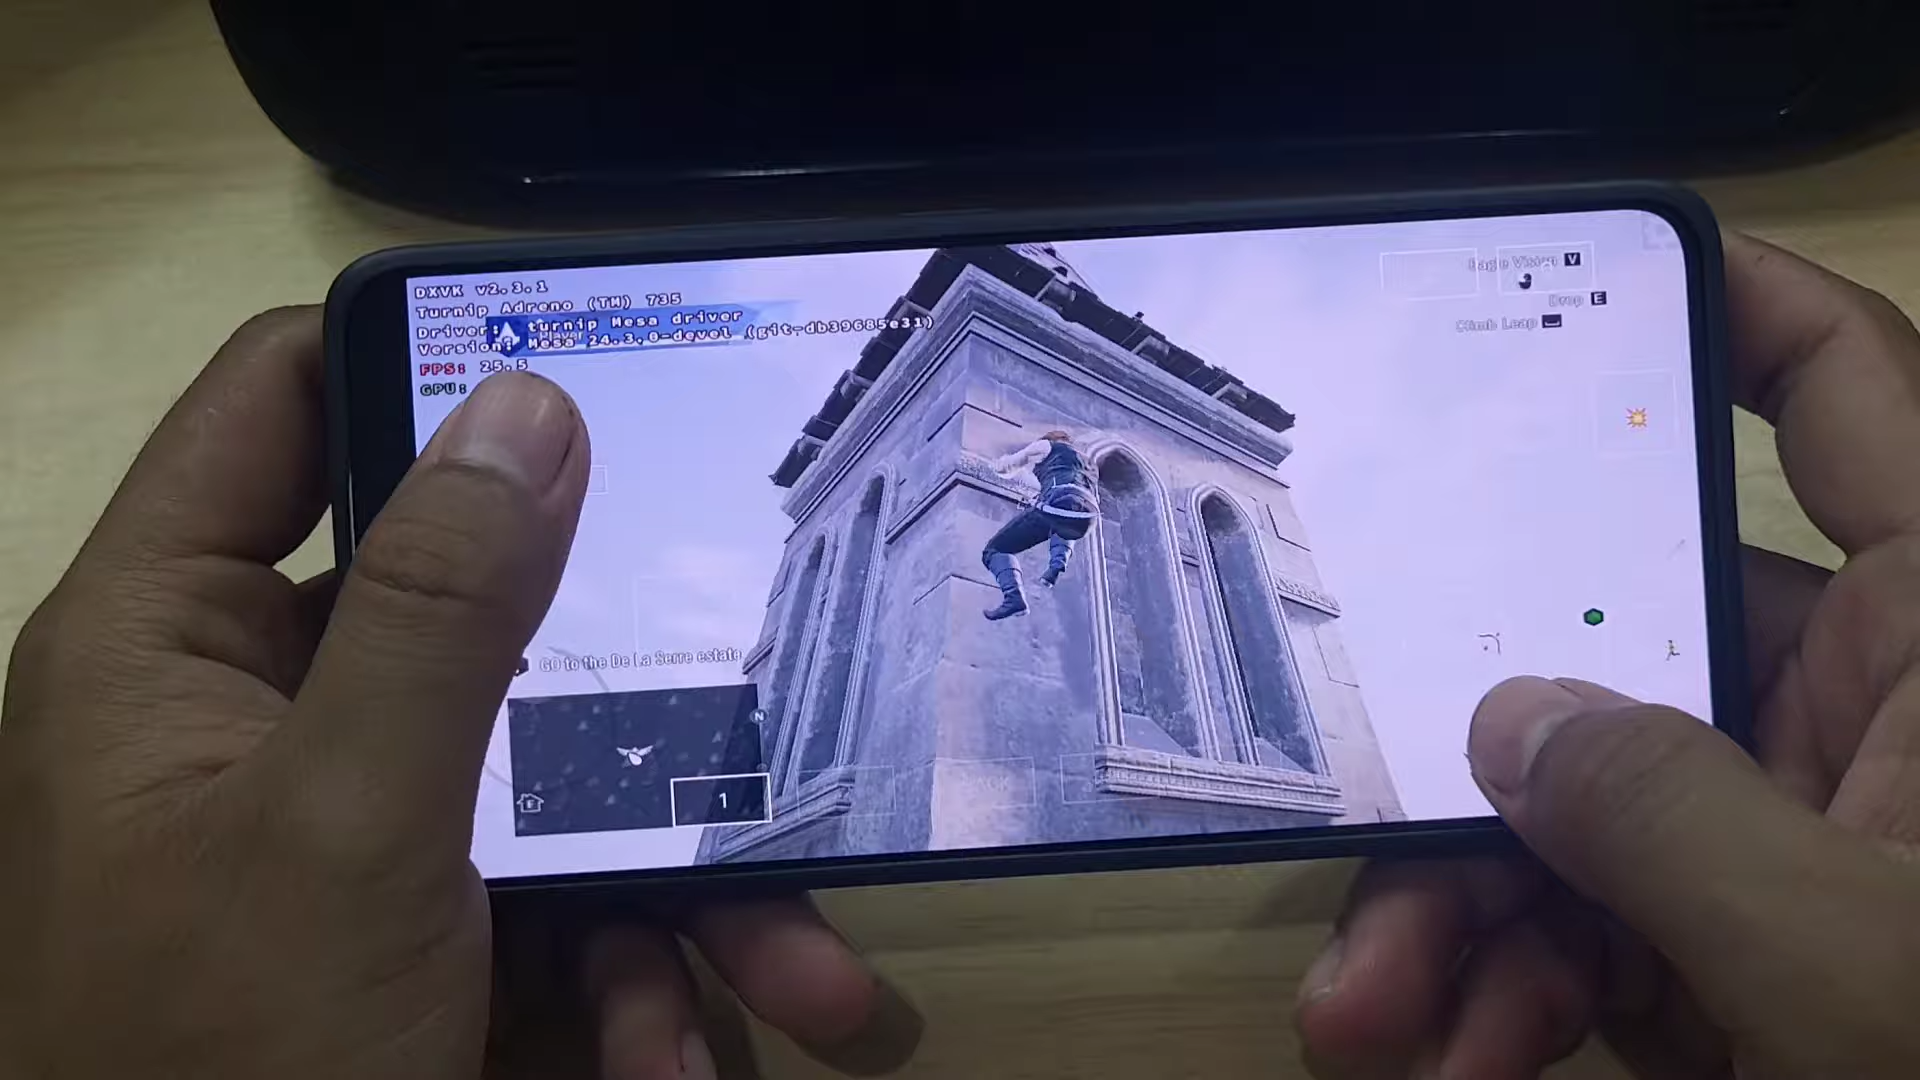 DXVK v2.3.1
Turnip Adreno (TM) 735
Driver: turnip Mesa driver
Version: Mesa 24.3.0-devel (git-db39685e31)
FPS: 25.5
GPU:
Eagle Vision V
Drop E
Climb Leap
GO to the De La Serre estate
N
1